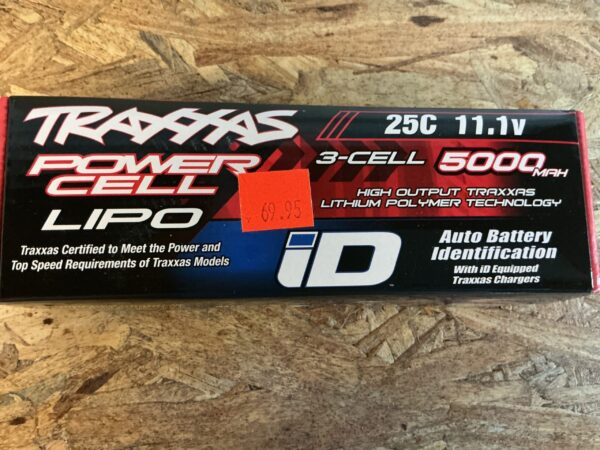 TRAXXAS
25C 11.1v
POWER CELL
3-CELL 5000 MAH
LIPO
HIGH OUTPUT TRAXXAS
LITHIUM POLYMER TECHNOLOGY
69.95
Traxxas Certified to Meet the Power and
Top Speed Requirements of Traxxas Models
iD
Auto Battery
Identification
With iD Equipped
Traxxas Chargers